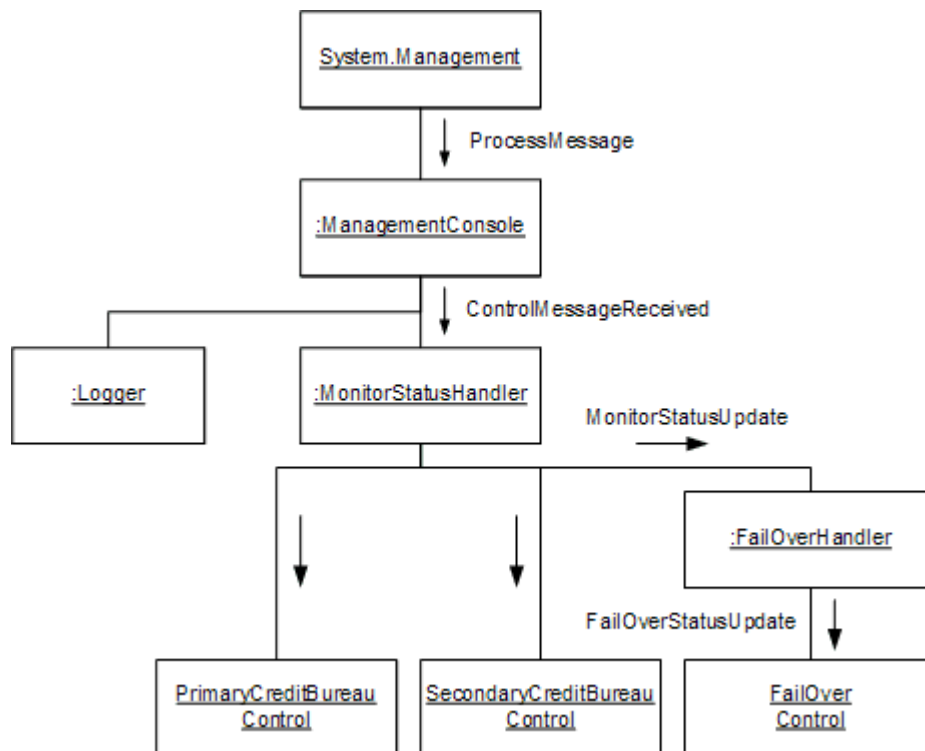 System.Management
ProcessMessage
:ManagementConsole
ControlMessageReceived
:Logger
:MonitorStatusHandler
MonitorStatusUpdate
:FailOverHandler
FailOverStatusUpdate
PrimaryCreditBureau
Control
SecondaryCreditBureau
Control
FailOver
Control